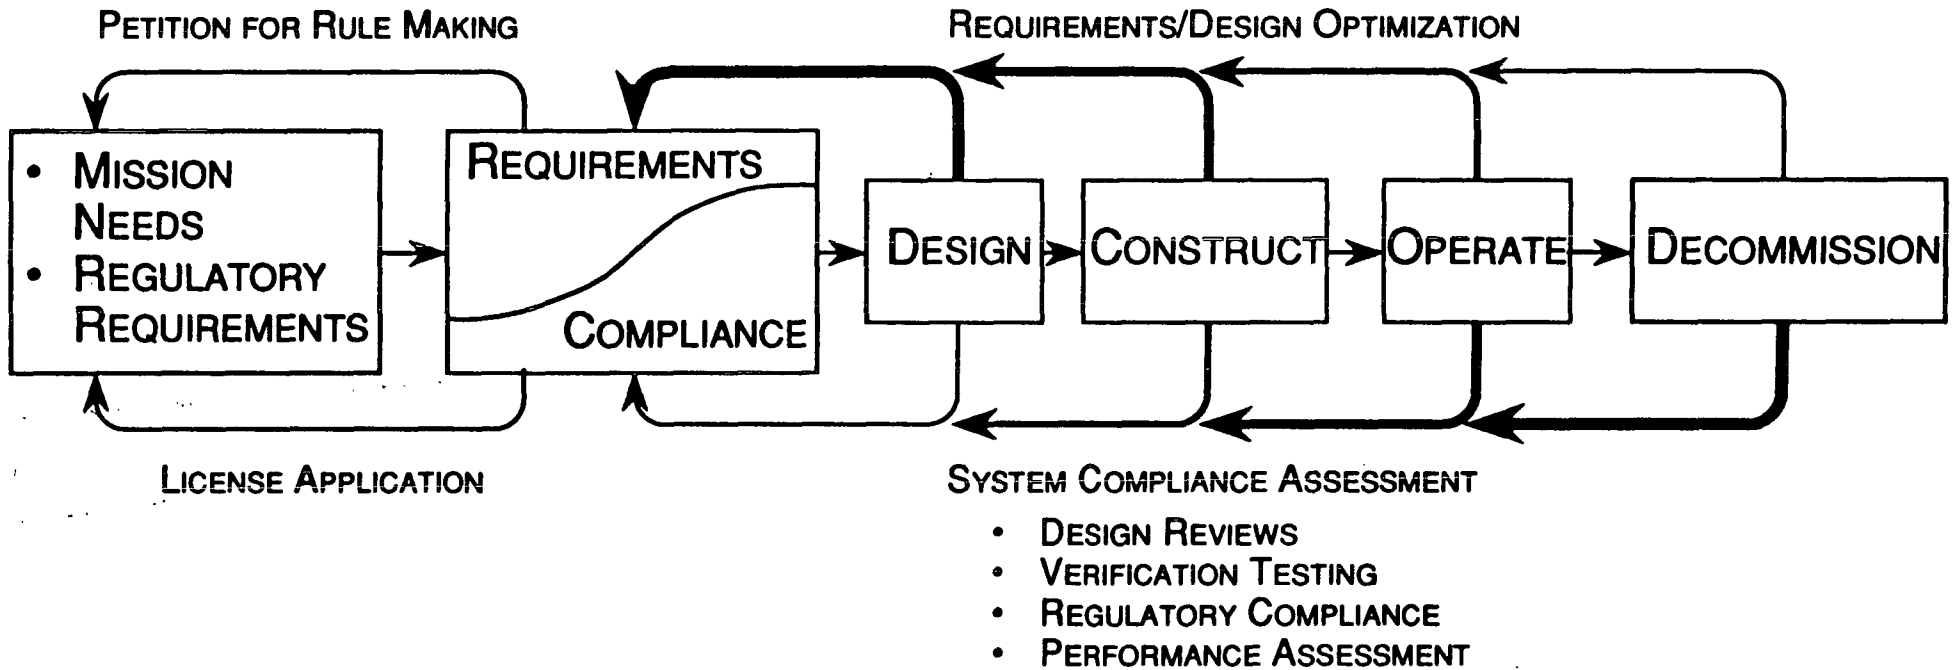 PETITION FOR RULE MAKING
REQUIREMENTS/DESIGN OPTIMIZATION
• MISSION
NEEDS
• REGULATORY
REQUIREMENTS
REQUIREMENTS
COMPLIANCE
DESIGN
CONSTRUCT
OPERATE
DECOMMISSION
LICENSE APPLICATION
SYSTEM COMPLIANCE ASSESSMENT
• DESIGN REVIEWS
• VERIFICATION TESTING
• REGULATORY COMPLIANCE
• PERFORMANCE ASSESSMENT